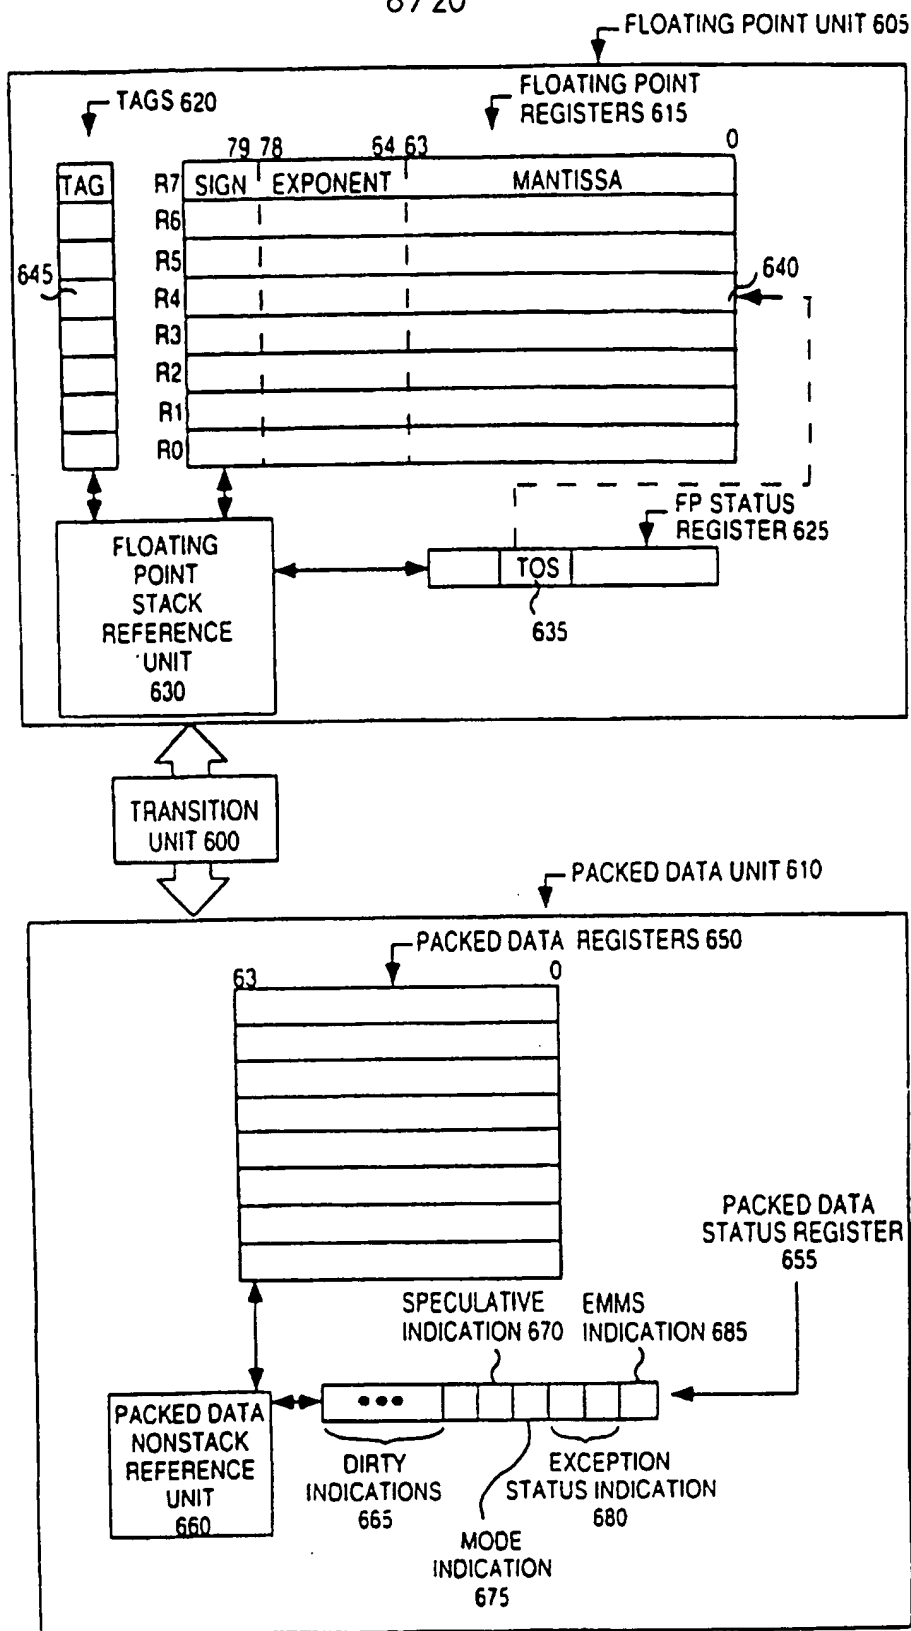 6/20
FLOATING POINT UNIT 605
TAGS 620
FLOATING POINT
REGISTERS 615
79 78 64 63 0
TAG R7 SIGN EXPONENT MANTISSA
R6
R5
645
640
R4
R3
R2
R1
R0
FP STATUS
REGISTER 625
FLOATING
POINT
STACK
REFERENCE
UNIT
630
TOS
635
TRANSITION
UNIT 600
PACKED DATA UNIT 610
PACKED DATA REGISTERS 650
63 0
PACKED DATA
STATUS REGISTER
655
SPECULATIVE
INDICATION 670
EMMS
INDICATION 685
PACKED DATA
NONSTACK
REFERENCE
UNIT
660
DIRTY
INDICATIONS
665
EXCEPTION
STATUS INDICATION
680
MODE
INDICATION
675